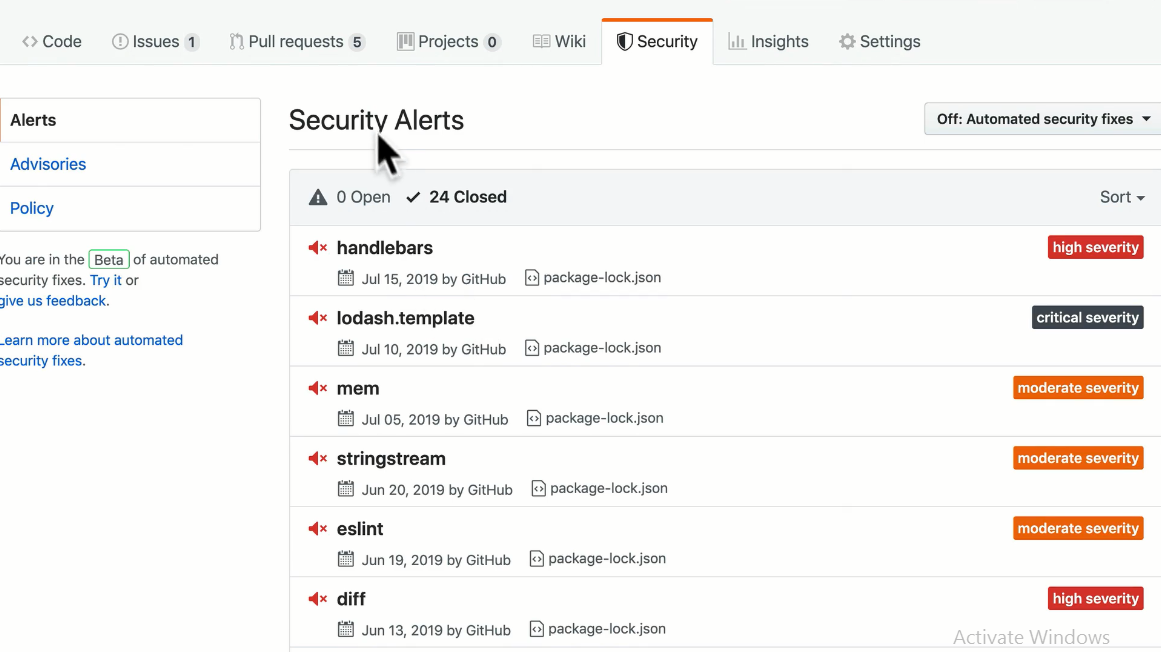 Code Issues 1 Pull requests 5 Projects 0 Wiki Security Insights Settings
Alerts
Advisories
Policy
You are in the Beta of automated
security fixes. Try it or
give us feedback.
Learn more about automated
security fixes.
Security Alerts
Off: Automated security fixes
0 Open 24 Closed Sort
handlebars high severity
Jul 15, 2019 by GitHub package-lock.json
lodash.template critical severity
Jul 10, 2019 by GitHub package-lock.json
mem moderate severity
Jul 05, 2019 by GitHub package-lock.json
stringstream moderate severity
Jun 20, 2019 by GitHub package-lock.json
eslint moderate severity
Jun 19, 2019 by GitHub package-lock.json
diff high severity
Jun 13, 2019 by GitHub package-lock.json
Activate Windows